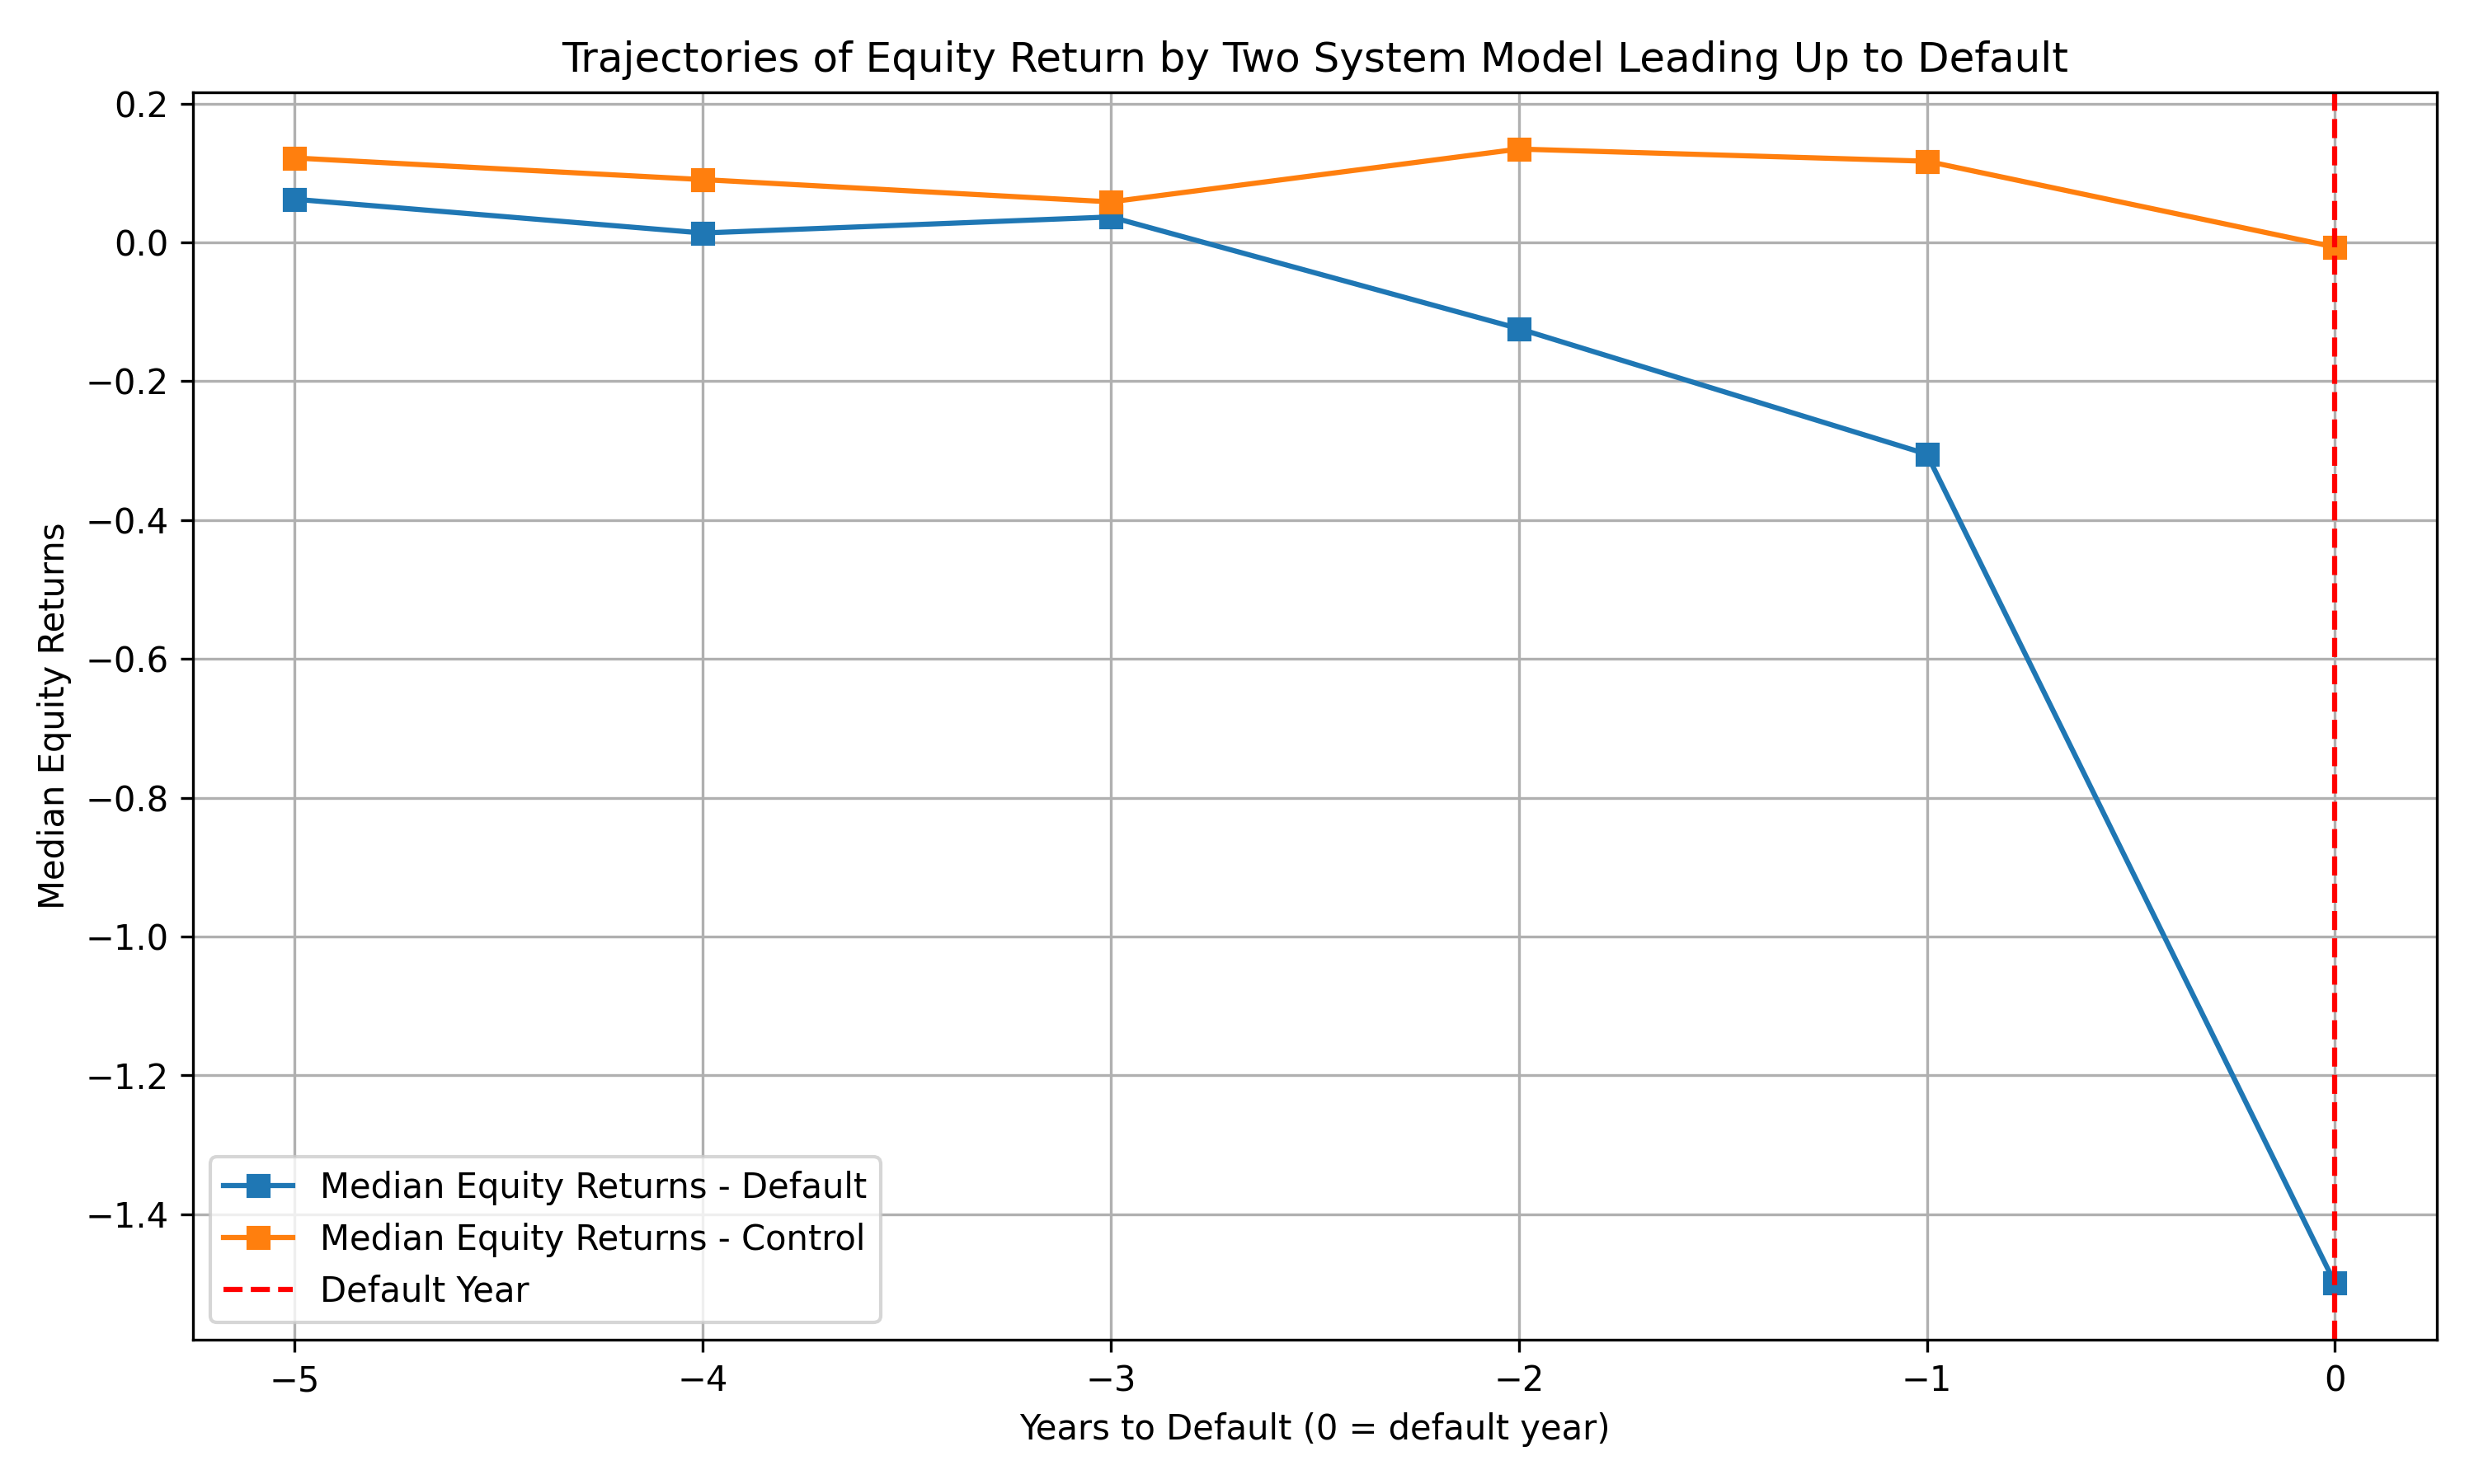 Trajectories of Equity Return by Two System Model Leading Up to Default
Median Equity Returns
0.2
0.0
−0.2
−0.4
−0.6
−0.8
−1.0
−1.2
−1.4
Median Equity Returns - Default
Median Equity Returns - Control
Default Year
−5 −4 −3 −2 −1 0
Years to Default (0 = default year)